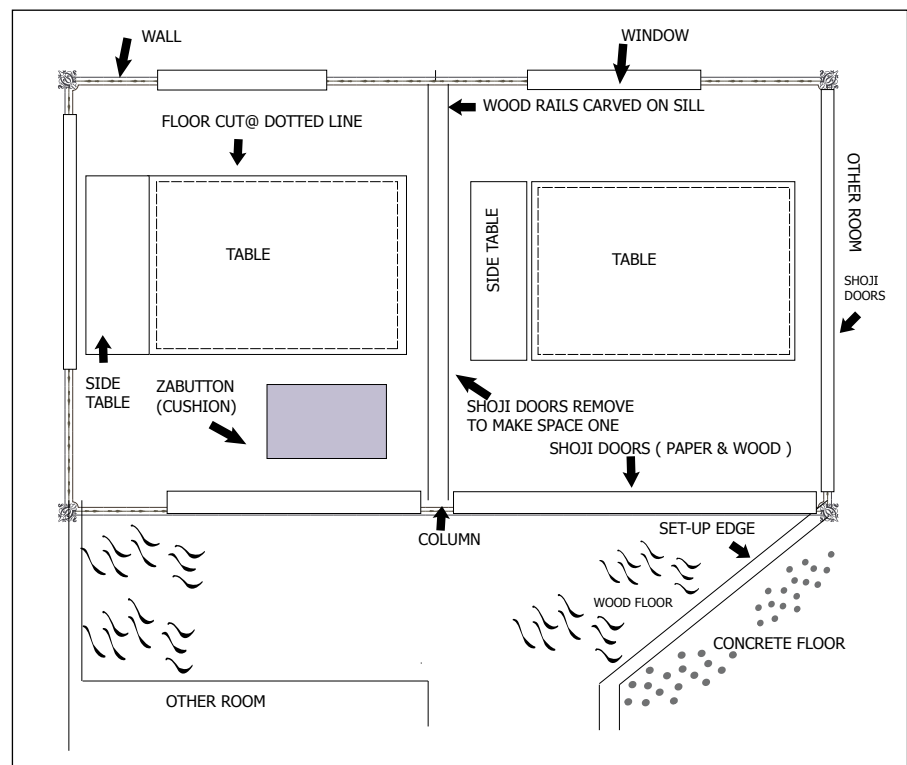 WALL
WINDOW
WOOD RAILS CARVED ON SILL
FLOOR CUT@ DOTTED LINE
OTHER ROOM
SIDE TABLE
TABLE
TABLE
SHOJI
DOORS
SIDE
TABLE
ZABUTTON
(CUSHION)
SHOJI DOORS REMOVE
TO MAKE SPACE ONE
SHOJI DOORS ( PAPER & WOOD )
COLUMN
SET-UP EDGE
WOOD FLOOR
CONCRETE FLOOR
OTHER ROOM